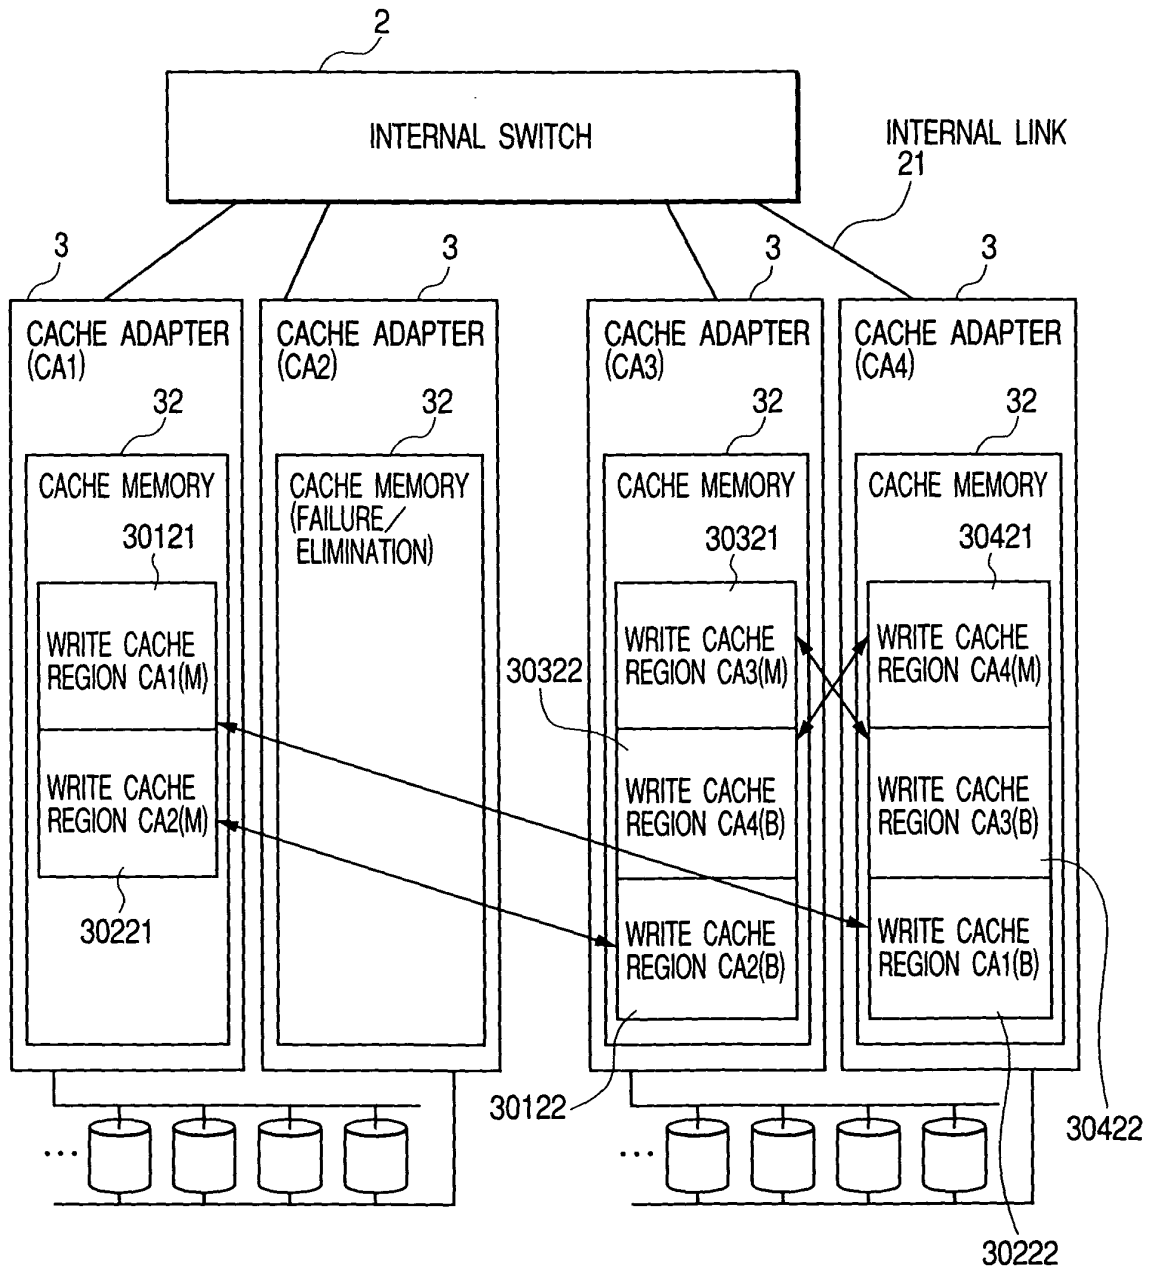 2
INTERNAL SWITCH
INTERNAL LINK
21
3
3
3
3
CACHE ADAPTER
(CA1)
CACHE ADAPTER
(CA2)
CACHE ADAPTER
(CA3)
CACHE ADAPTER
(CA4)
32
32
32
32
CACHE MEMORY
CACHE MEMORY
(FAILURE/
ELIMINATION)
CACHE MEMORY
CACHE MEMORY
30121
30321
30421
WRITE CACHE
REGION CA1(M)
30322
WRITE CACHE
REGION CA3(M)
WRITE CACHE
REGION CA4(M)
WRITE CACHE
REGION CA2(M)
WRITE CACHE
REGION CA4(B)
WRITE CACHE
REGION CA3(B)
30221
WRITE CACHE
REGION CA2(B)
WRITE CACHE
REGION CA1(B)
30122
30422
...
...
30222